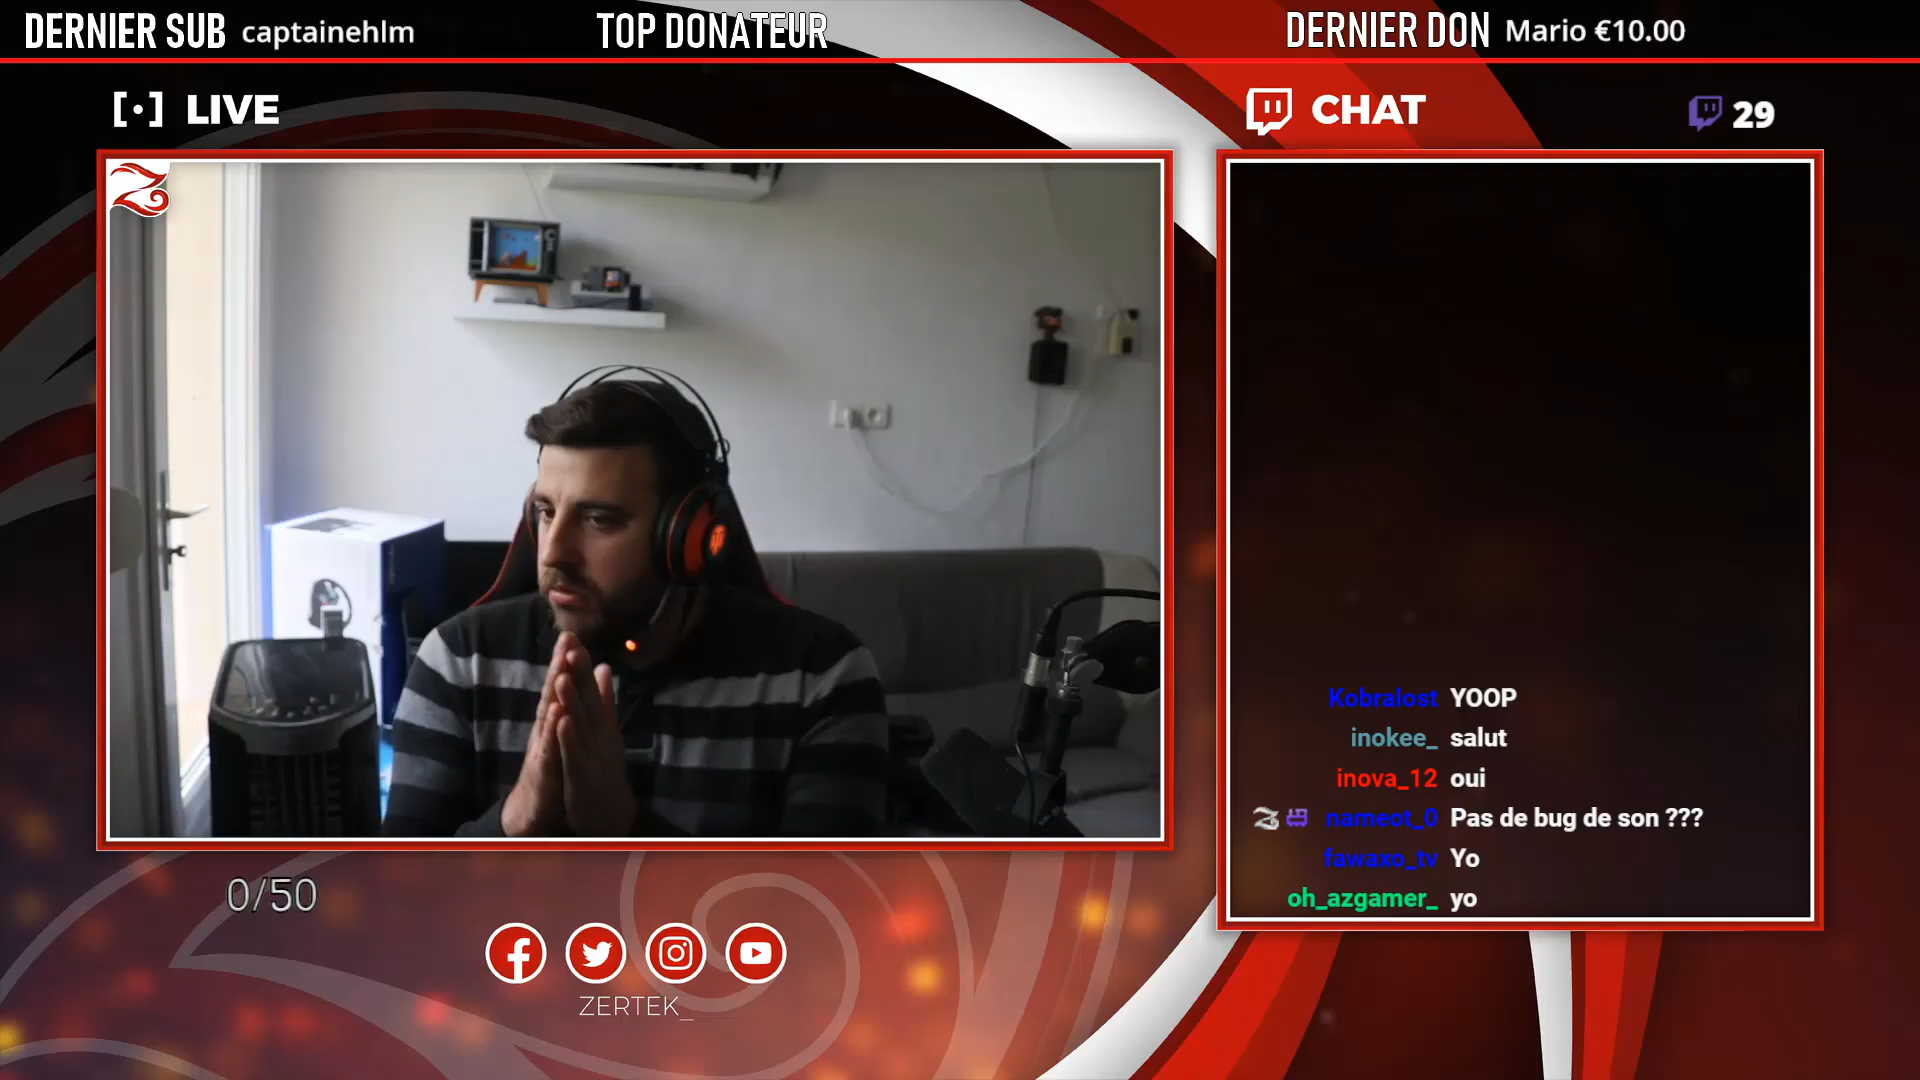 DERNIER SUB captainehlm
TOP DONATEUR
DERNIER DON Mario €10.00
[·] LIVE
CHAT
29
Kobralost YOOP
inokee_ salut
inova_12 oui
nameot_0 Pas de bug de son ???
fawaxo_tv Yo
oh_azgamer_ yo
0/50
ZERTEK_